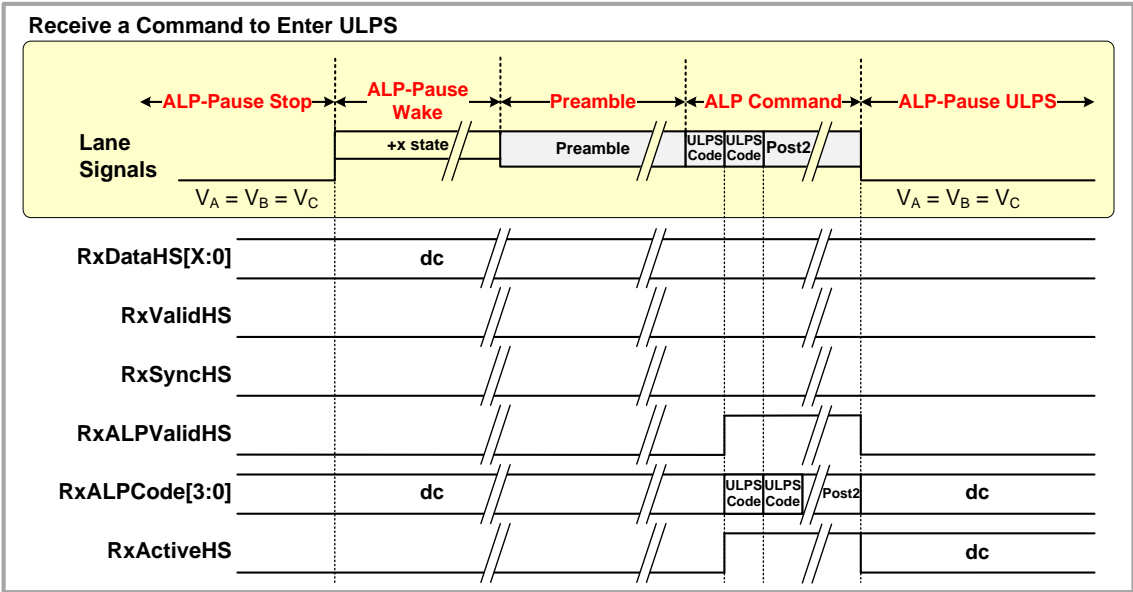 Receive a Command to Enter ULPS
ALP-Pause Stop
ALP-Pause
Wake
Preamble
ALP Command
ALP-Pause ULPS
Lane
Signals
+x state
Preamble
ULPS
Code
ULPS
Code
Post2
VA = VB = VC
VA = VB = VC
RxDataHS[X:0]
dc
RxValidHS
RxSyncHS
RxALPValidHS
RxALPCode[3:0]
dc
ULPS
Code
ULPS
Code
Post2
dc
RxActiveHS
dc